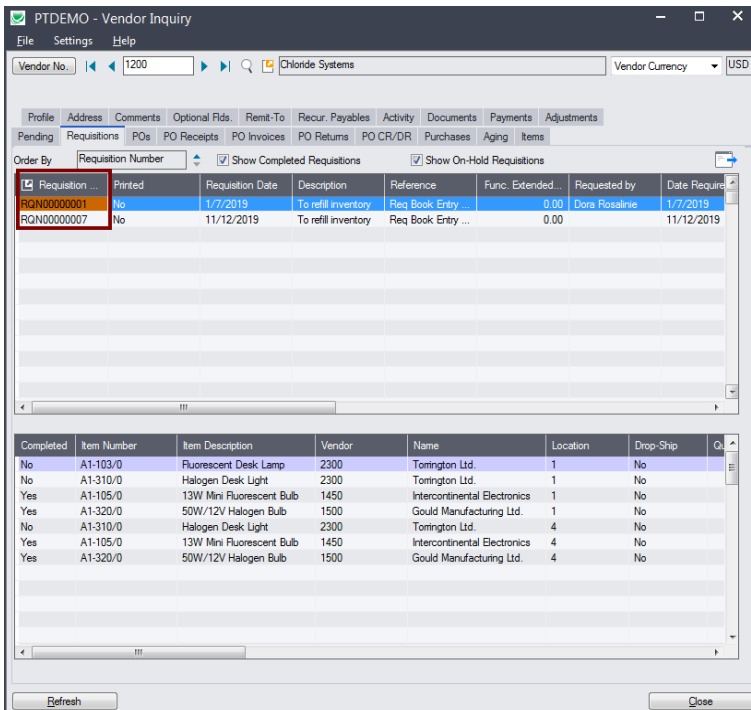 PTDEMO - Vendor Inquiry
File Settings Help
Vendor No. 1200 Chloride Systems Vendor Currency USD
Profile Address Comments Optional Flds. Remit-To Recur. Payables Activity Documents Payments Adjustments
Pending Requisitions POs PO Receipts PO Invoices PO Returns PO CR/DR Purchases Aging Items
Order By Requisition Number Show Completed Requisitions Show On-Hold Requisitions
Requisition ... Printed Requisition Date Description Reference Func. Extended... Requested by Date Require
RQN00000001 No 1/7/2019 To refill inventory Req Book Entry ... 0.00 Dora Rosalinie 1/7/2019
RQN00000007 No 11/12/2019 To refill inventory Req Book Entry ... 0.00 11/12/2019
Completed Item Number Item Description Vendor Name Location Drop-Ship Qu
No A1-103/0 Fluorescent Desk Lamp 2300 Torrington Ltd. 1 No
No A1-310/0 Halogen Desk Light 2300 Torrington Ltd. 1 No
Yes A1-105/0 13W Mini Fluorescent Bulb 1450 Intercontinental Electronics 1 No
Yes A1-320/0 50W/12V Halogen Bulb 1500 Gould Manufacturing Ltd. 1 No
No A1-310/0 Halogen Desk Light 2300 Torrington Ltd. 4 No
Yes A1-105/0 13W Mini Fluorescent Bulb 1450 Intercontinental Electronics 4 No
Yes A1-320/0 50W/12V Halogen Bulb 1500 Gould Manufacturing Ltd. 4 No
Refresh Close